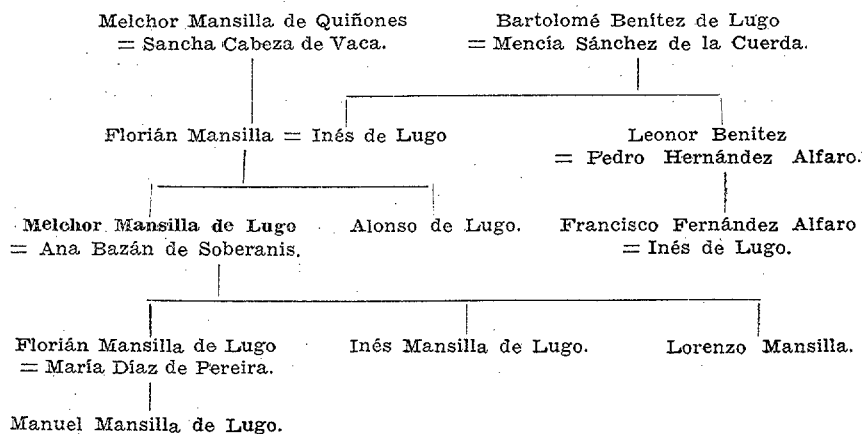 Melchor Mansilla de Quiñones
= Sancha Cabeza de Vaca.
Bartolomé Benítez de Lugo
= Mencía Sánchez de la Cuerda.
Florián Mansilla = Inés de Lugo
Leonor Benítez
= Pedro Hernández Alfaro.
Melchor Mansilla de Lugo
= Ana Bazán de Soberanis.
Alonso de Lugo.
Francisco Fernández Alfaro
= Inés de Lugo.
Florián Mansilla de Lugo
= María Díaz de Pereira.
Inés Mansilla de Lugo.
Lorenzo Mansilla.
Manuel Mansilla de Lugo.